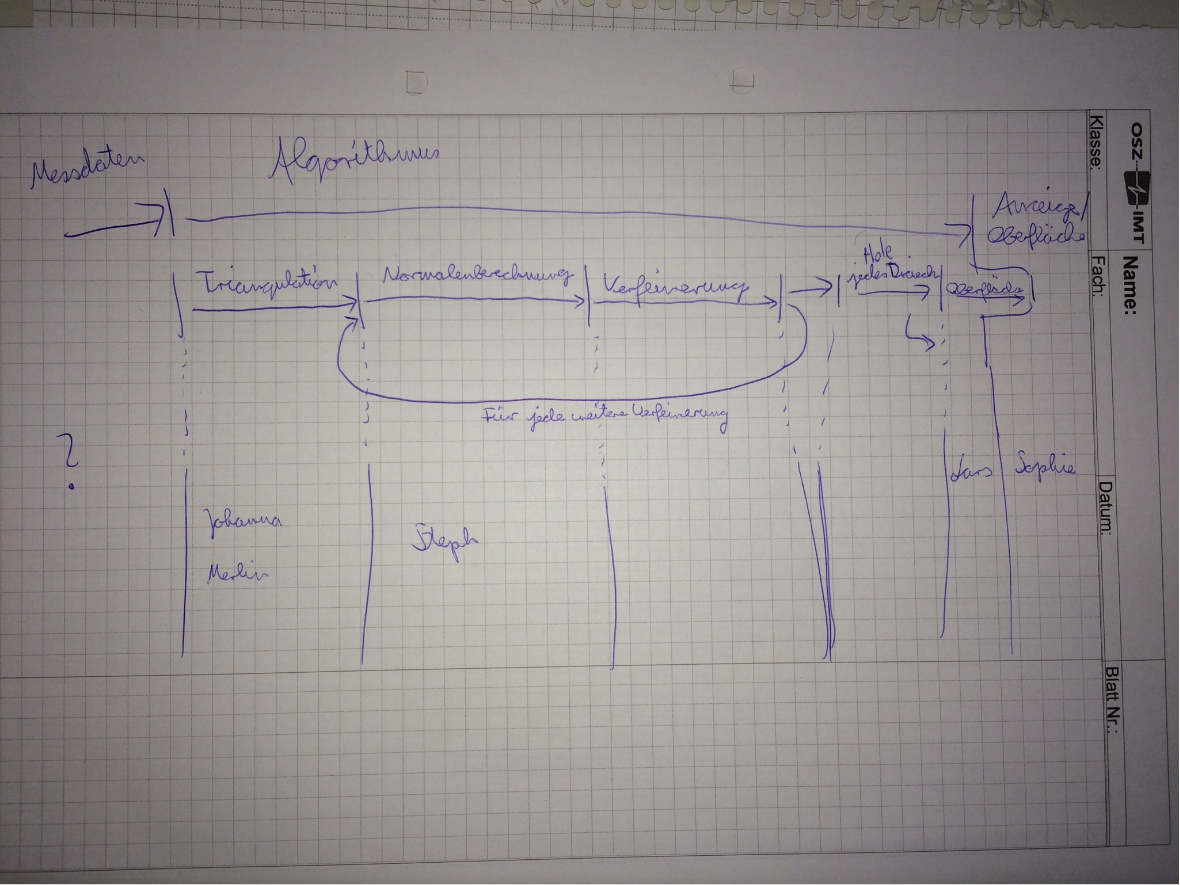 OSZ IMT
Name:
Klasse:
Fach:
Datum:
Blatt Nr.:
Messdaten
Algorithmus
Anzeige/
Oberfläche
Triangulation
Normalenberechnung
Verfeinerung
Hole
jedes Dreieck
Oberfläche
Für jede weitere Verfeinerung
?
Johanna
Merlin
Steph
Lars
Sophie